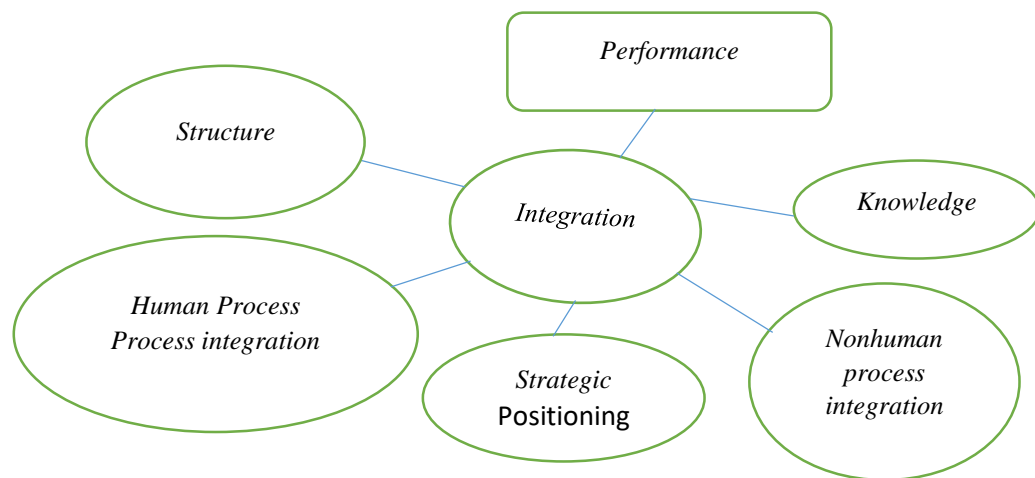 Performance
Structure
Knowledge
Integration
Human Process
Process integration
Nonhuman
process
integration
Strategic
Positioning